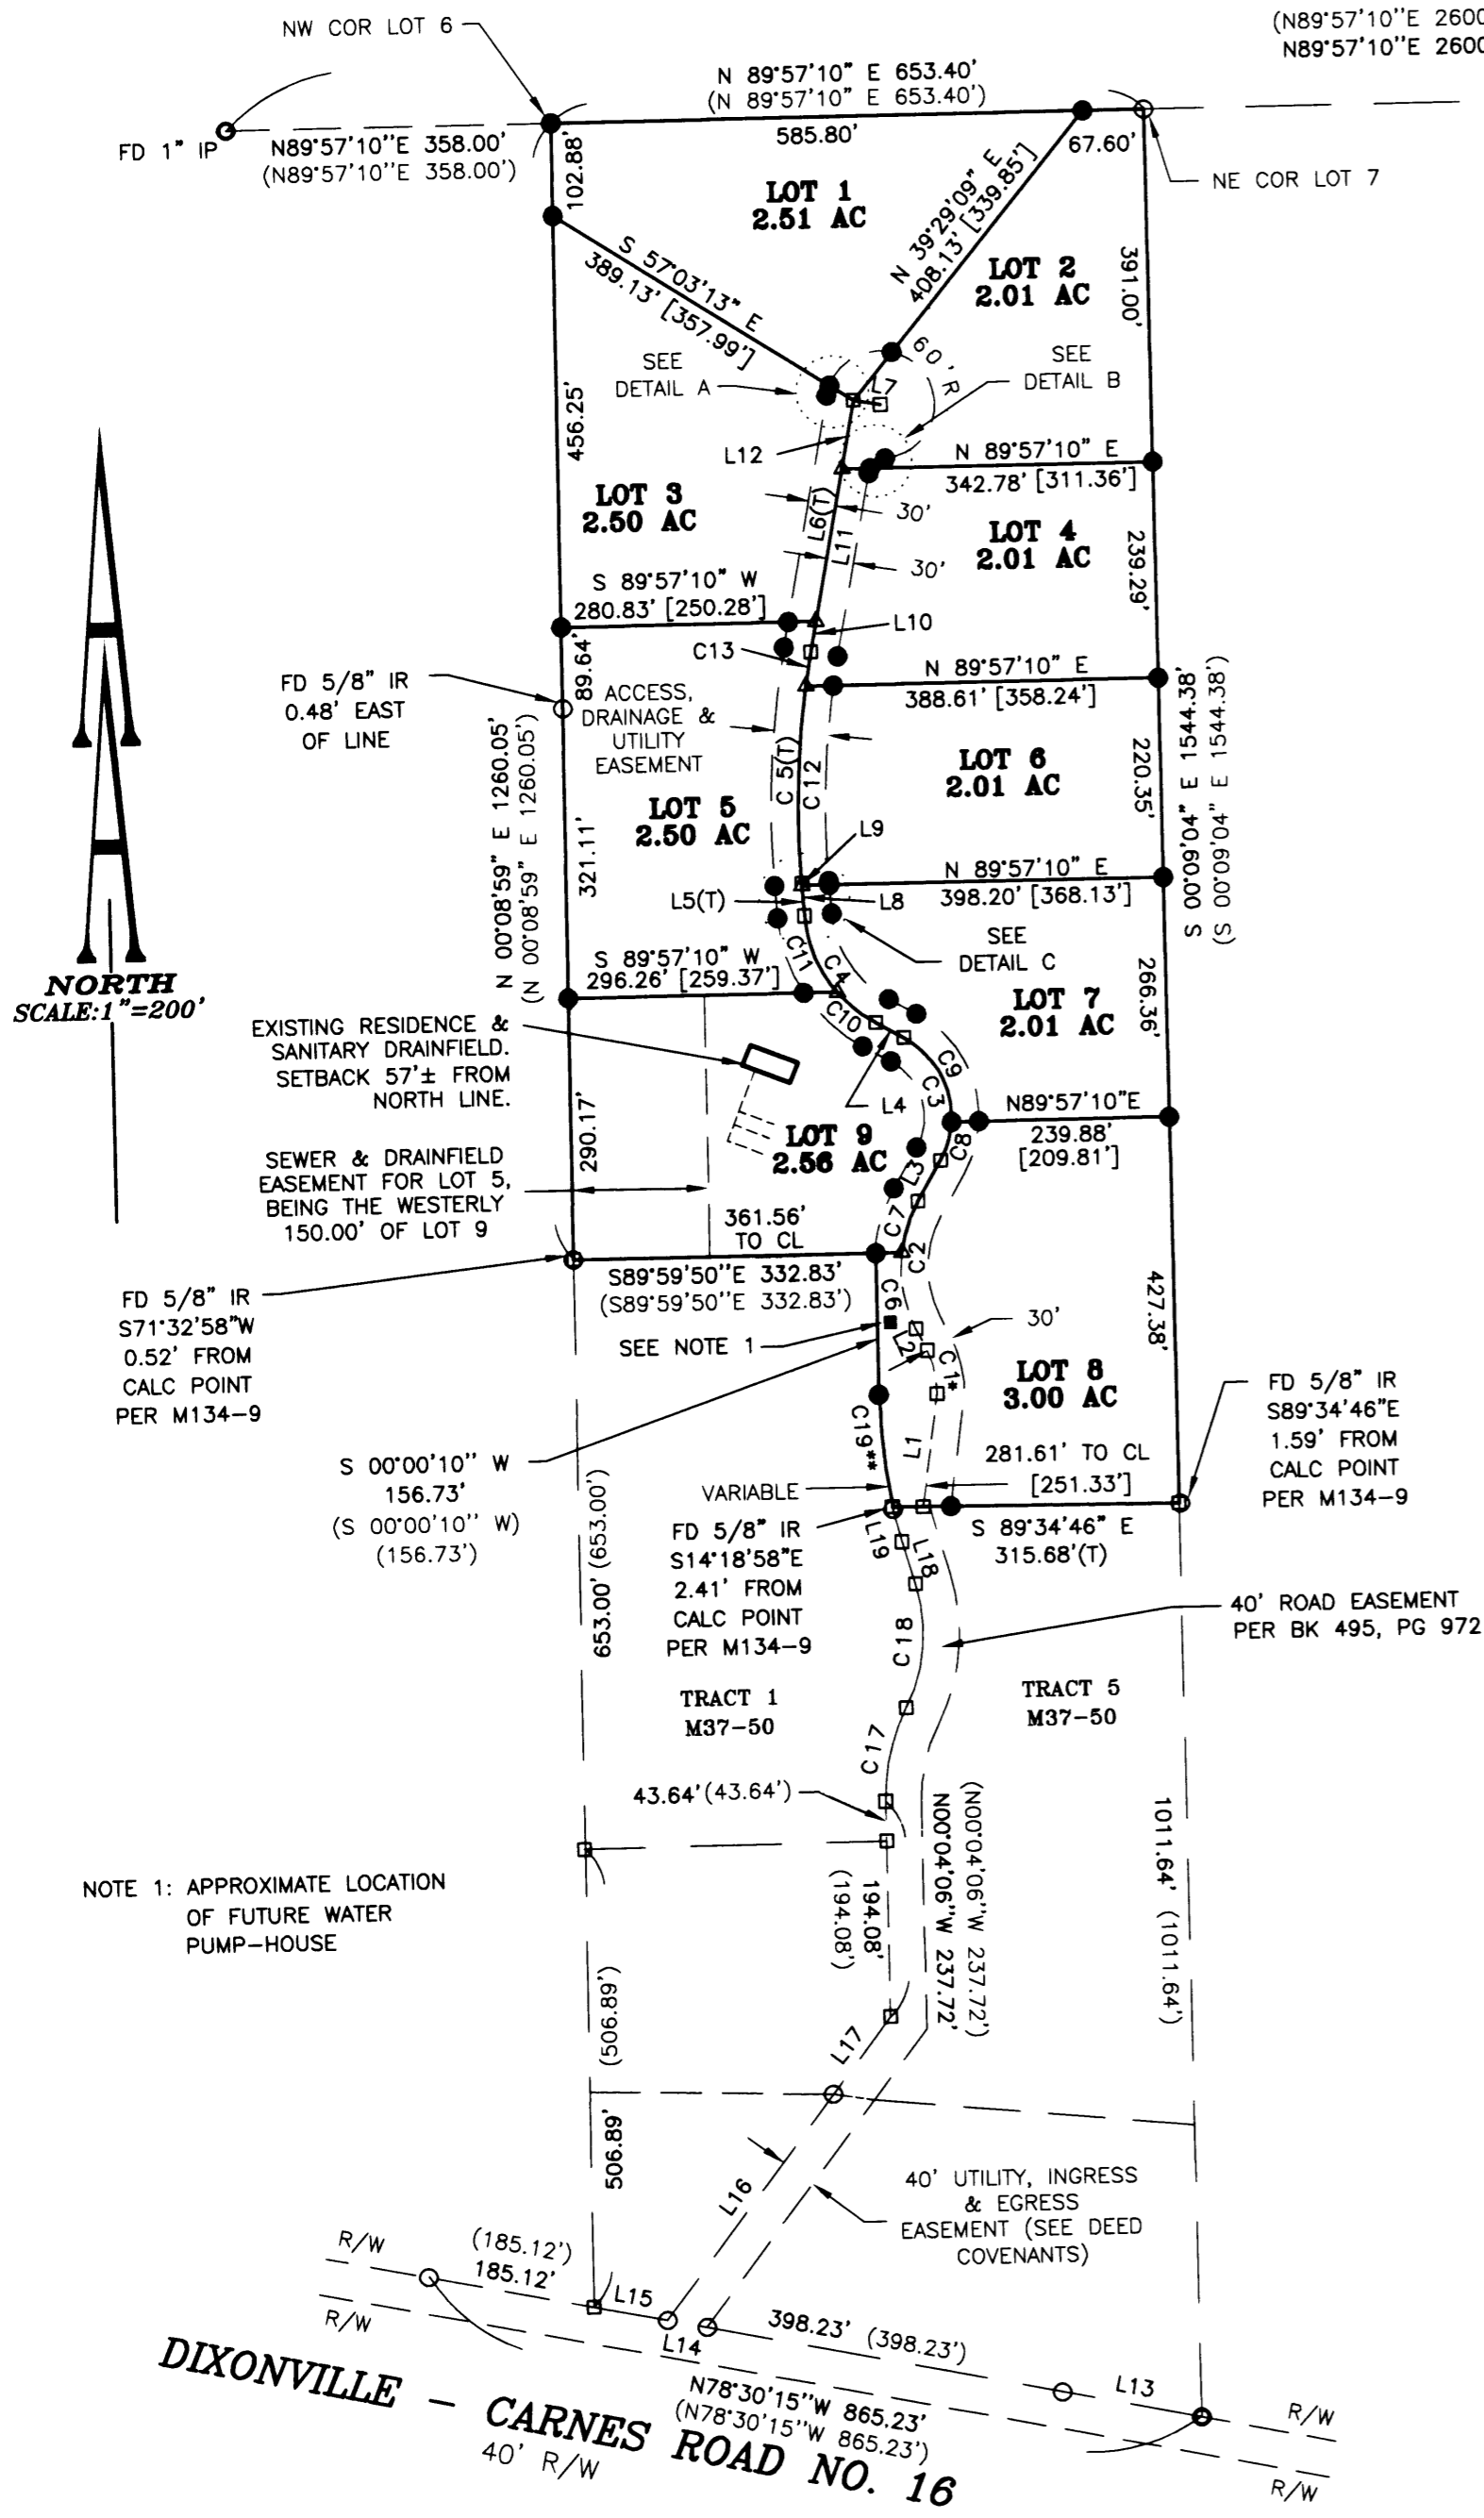 NW COR LOT 6
(N89°57'10"E 2600
N89°57'10"E 2600
N 89°57'10" E 653.40'
(N 89°57'10" E 653.40')
585.80'
67.60'
FD 1" IP
N89°57'10"E 358.00'
(N89°57'10"E 358.00')
102.88'
NE COR LOT 7
LOT 1
2.51 AC
N 39°29'09" E
408.13' [339.85']
S 57°03'13" E
389.13' [357.99']
LOT 2
2.01 AC
391.00'
60'R
SEE
DETAIL A
SEE
DETAIL B
L7
L12
456.25'
N 89°57'10" E
342.78' [311.36']
LOT 3
2.50 AC
L6(T)
L11
30'
30'
LOT 4
2.01 AC
239.29'
S 89°57'10" W
280.83' [250.28']
L10
C13
89.64'
FD 5/8" IR
0.48' EAST
OF LINE
ACCESS,
DRAINAGE &
UTILITY
EASEMENT
N 89°57'10" E
388.61' [358.24']
S 00°09'04" E 1544.38'
(S 00°09'04" E 1544.38')
N 00°08'59" E 1260.05'
(N 00°08'59" E 1260.05')
C 5(T)
C12
LOT 6
2.01 AC
220.35'
LOT 5
2.50 AC
321.11'
L9
N 89°57'10" E
398.20' [368.13']
L5(T)
L8
SEE
DETAIL C
C11
C4
S 89°57'10" W
296.26' [259.37']
NORTH
SCALE:1"=200'
LOT 7
2.01 AC
266.36'
C10
C9
C3
L4
EXISTING RESIDENCE &
SANITARY DRAINFIELD.
SETBACK 57'± FROM
NORTH LINE.
N89°57'10"E
239.88'
[209.81']
LOT 9
2.56 AC
C8
L3
290.17'
SEWER & DRAINFIELD
EASEMENT FOR LOT 5,
BEING THE WESTERLY
150.00' OF LOT 9
C7
C2
361.56'
TO CL
S89°59'50"E 332.83'
(S89°59'50"E 332.83')
FD 5/8" IR
S71°32'58"W
0.52' FROM
CALC POINT
PER M134-9
C6
SEE NOTE 1
L2
C 1*
30'
427.38'
LOT 8
3.00 AC
FD 5/8" IR
S89°34'46"E
1.59' FROM
CALC POINT
PER M134-9
C19**
L1
281.61' TO CL
[251.33']
S 00°00'10" W
156.73'
(S 00°00'10" W)
(156.73')
VARIABLE
S 89°34'46" E
315.68'(T)
FD 5/8" IR
S14°18'58"E
2.41' FROM
CALC POINT
PER M134-9
L19
L18
653.00' (653.00')
40' ROAD EASEMENT
PER BK 495, PG 972
C18
TRACT 1
M37-50
TRACT 5
M37-50
C17
43.64'(43.64')
N00°04'06"W 237.72'
(N00°04'06"W 237.72')
1011.64' (1011.64')
194.08'
(194.08')
NOTE 1: APPROXIMATE LOCATION
OF FUTURE WATER
PUMP-HOUSE
(506.89')
506.89'
L17
L16
40' UTILITY, INGRESS
& EGRESS
EASEMENT (SEE DEED
COVENANTS)
R/W
(185.12')
185.12'
L15
R/W
L14
398.23' (398.23')
L13
R/W
N78°30'15"W 865.23'
(N78°30'15"W 865.23')
R/W
DIXONVILLE - CARNES ROAD NO. 16
40' R/W